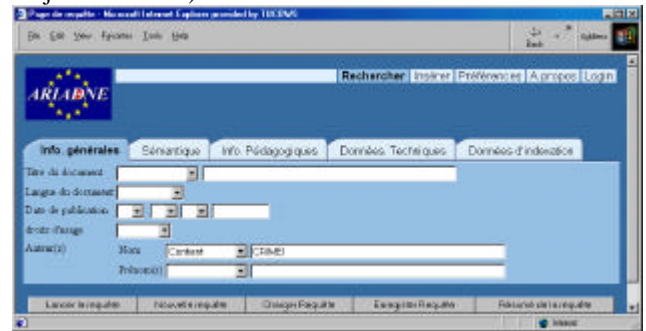 Page de requête - Microsoft Internet Explorer provided by TUCOWS
File Edit View Favorites Tools Help
Back
Address
Rechercher Insérer Préférences A propos Login
ARIADNE
Info. générales Sémantique Info. Pédagogiques Données Techniques Données d'indexation
Titre du document
Langue du document
Date de publication
droits d'usage
Auteur(s) Nom Contient
Prénom(s)
Lancer la requête Nouvelle requête Charger Requête Enregistrer Requête Résumé de la requête
Internet